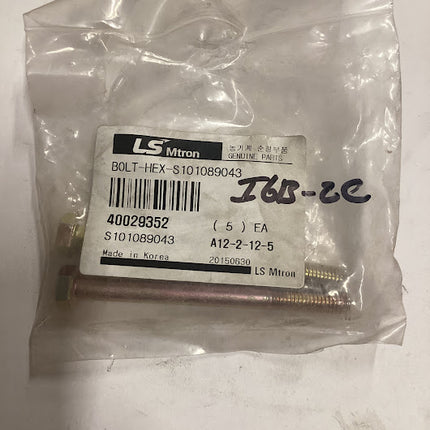 LS Mtron
농기계 순정부품
GENUINE PARTS
BOLT-HEX-S101089043
I6B-2C
40029352 ( 5 ) EA
S101089043 A12-2-12-5
Made in Korea 20150630
LS Mtron